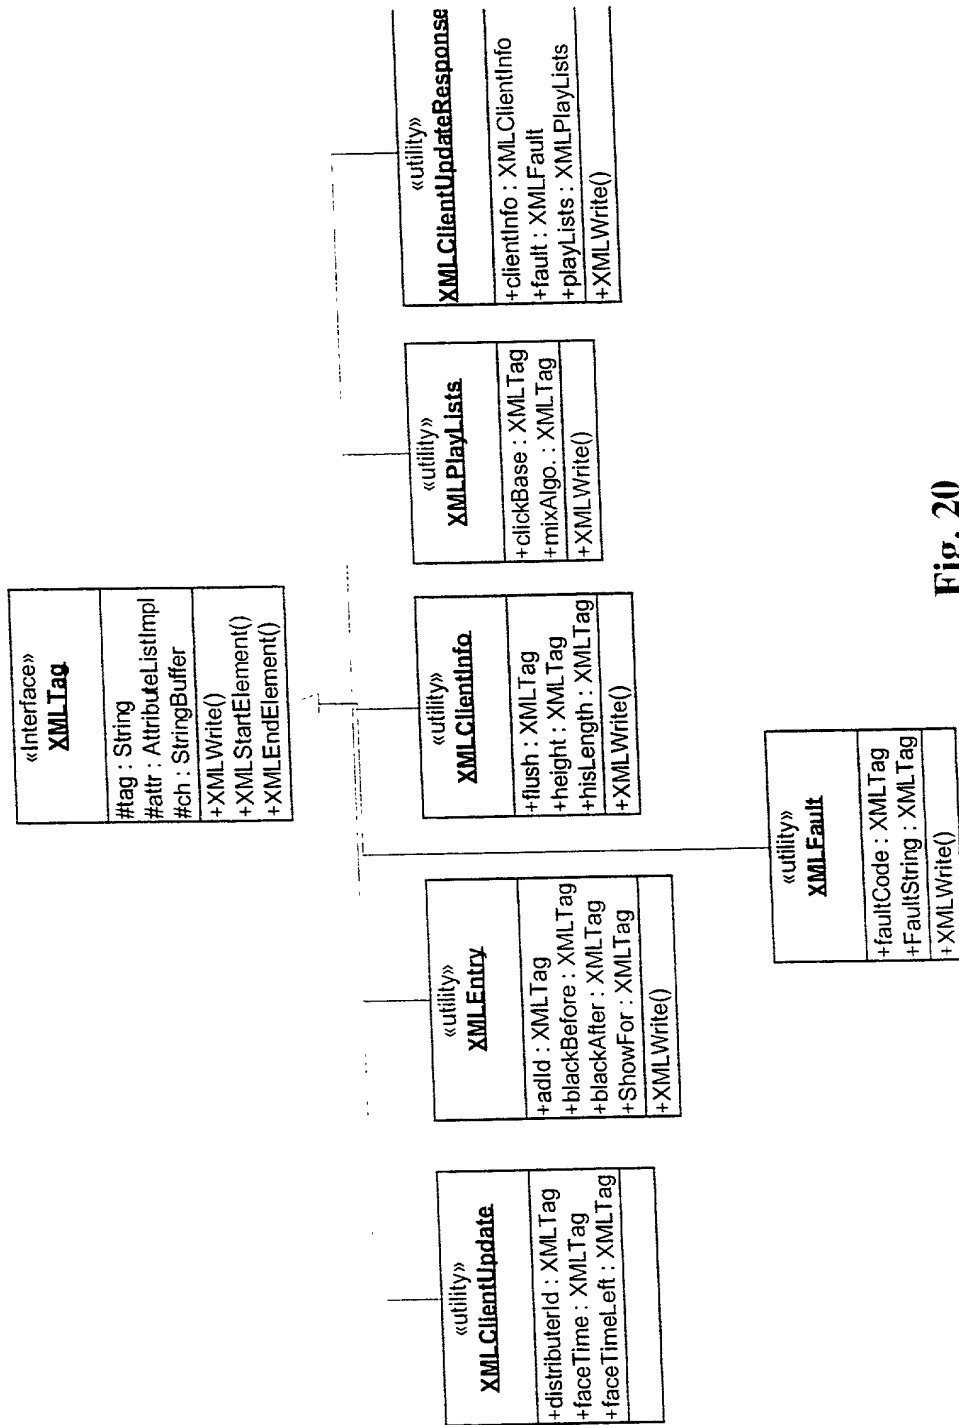 «Interface»
XMLTag
#tag : String
#attr : AttributeListImpl
#ch : StringBuffer
+XMLWrite()
+XMLStartElement()
+XMLEndElement()
«utility»
XMLClientUpdate
+distributerId : XMLTag
+faceTime : XMLTag
+faceTimeLeft : XMLTag
«utility»
XMLEntry
+adId : XMLTag
+blackBefore : XMLTag
+blackAfter : XMLTag
+ShowFor : XMLTag
+XMLWrite()
«utility»
XMLClientInfo
+flush : XMLTag
+height : XMLTag
+hisLength : XMLTag
+XMLWrite()
«utility»
XMLPlayLists
+clickBase : XMLTag
+mixAlgo. : XMLTag
+XMLWrite()
«utility»
XMLClientUpdateResponse
+clientInfo : XMLClientInfo
+fault : XMLFault
+playLists : XMLPlayLists
+XMLWrite()
«utility»
XMLFault
+faultCode : XMLTag
+FaultString : XMLTag
+XMLWrite()
Fig. 20